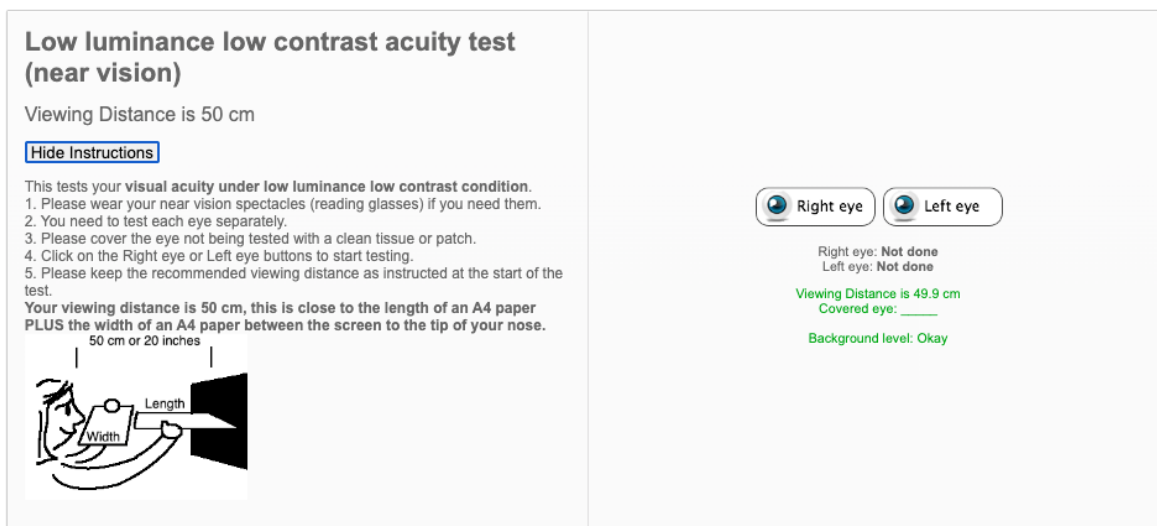 Low luminance low contrast acuity test
(near vision)
Viewing Distance is 50 cm
Hide Instructions
This tests your visual acuity under low luminance low contrast condition.
1. Please wear your near vision spectacles (reading glasses) if you need them.
2. You need to test each eye separately.
3. Please cover the eye not being tested with a clean tissue or patch.
4. Click on the Right eye or Left eye buttons to start testing.
5. Please keep the recommended viewing distance as instructed at the start of the
test.
Your viewing distance is 50 cm, this is close to the length of an A4 paper
PLUS the width of an A4 paper between the screen to the tip of your nose.
50 cm or 20 inches
Length
Width
Right eye
Left eye
Right eye: Not done
Left eye: Not done
Viewing Distance is 49.9 cm
Covered eye: _____
Background level: Okay